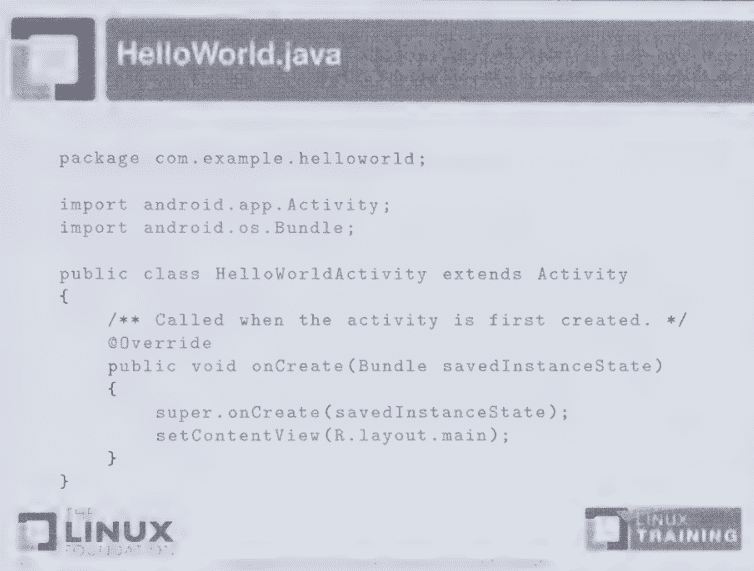 HelloWorld.java
package com.example.helloworld;
import android.app.Activity;
import android.os.Bundle;
public class HelloWorldActivity extends Activity
{
/** Called when the activity is first created. */
@Override
public void onCreate(Bundle savedInstanceState)
{
super.onCreate(savedInstanceState);
setContentView(R.layout.main);
}
}
THE
LINUX
FOUNDATION
LINUX
TRAINING